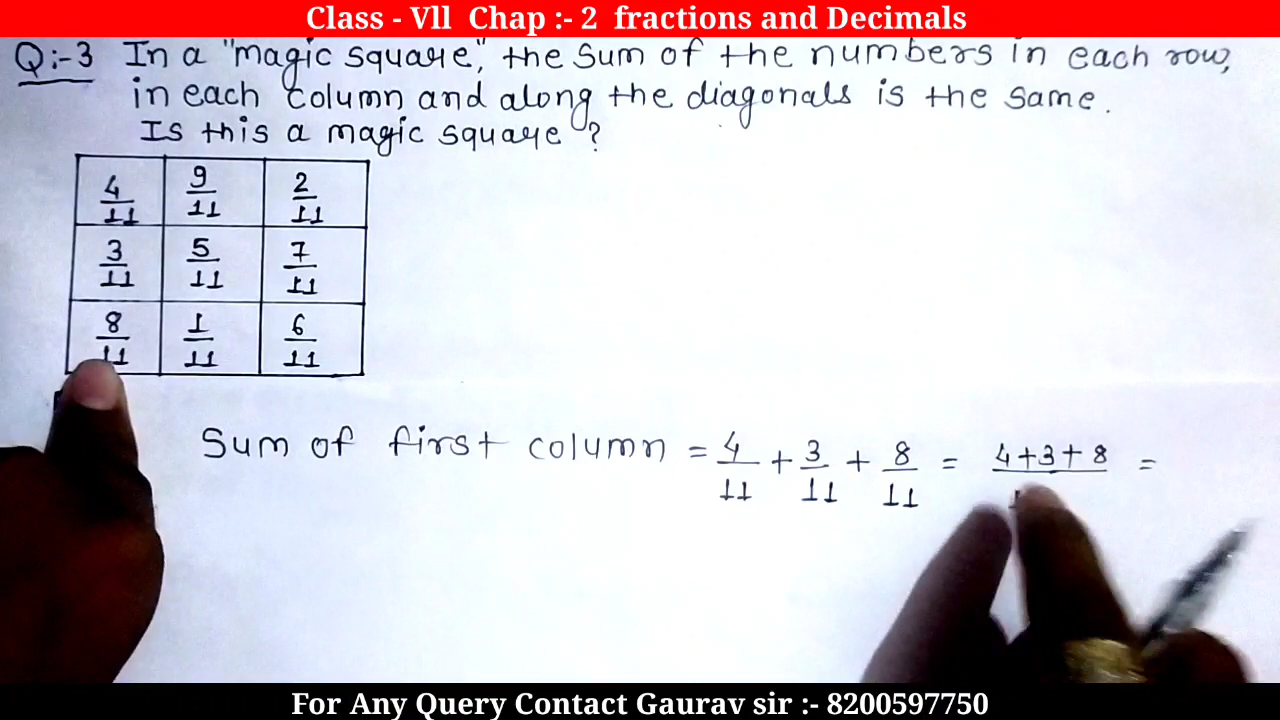 Class - Vll Chap :- 2 fractions and Decimals
Q:-3 In a "magic square," the sum of the numbers in each row,
in each column and along the diagonals is the same.
Is this a magic square ?
4/11 9/11 2/11
3/11 5/11 7/11
8/11 1/11 6/11
Sum of first column = 4/11 + 3/11 + 8/11 = 4+3+8 =
For Any Query Contact Gaurav sir :- 8200597750